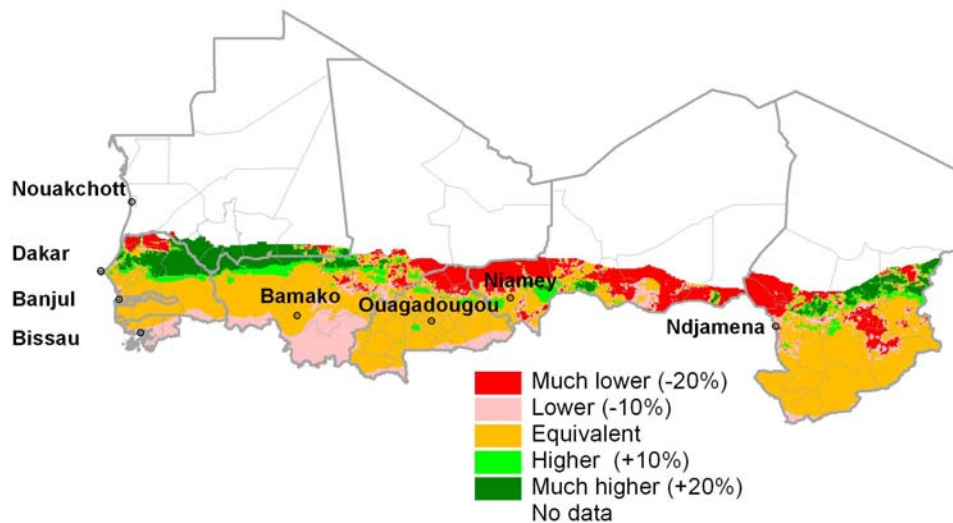 Nouakchott
Dakar
Banjul
Bissau
Bamako
Ouagadougou
Niamey
Ndjamena
Much lower (-20%)
Lower (-10%)
Equivalent
Higher (+10%)
Much higher (+20%)
No data